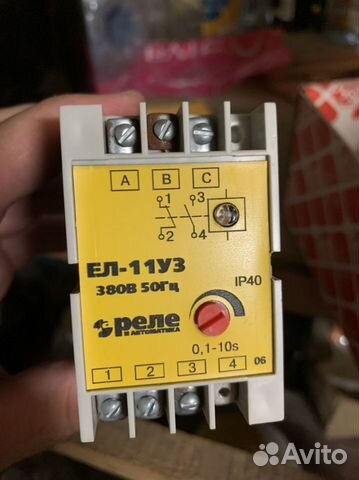 A B C
1 3
2 4
ЕЛ-11УЗ
380В 50Гц
IP40
реле
И АВТОМАТИКА
0,1-10s
1 2 3 4 06
Avito